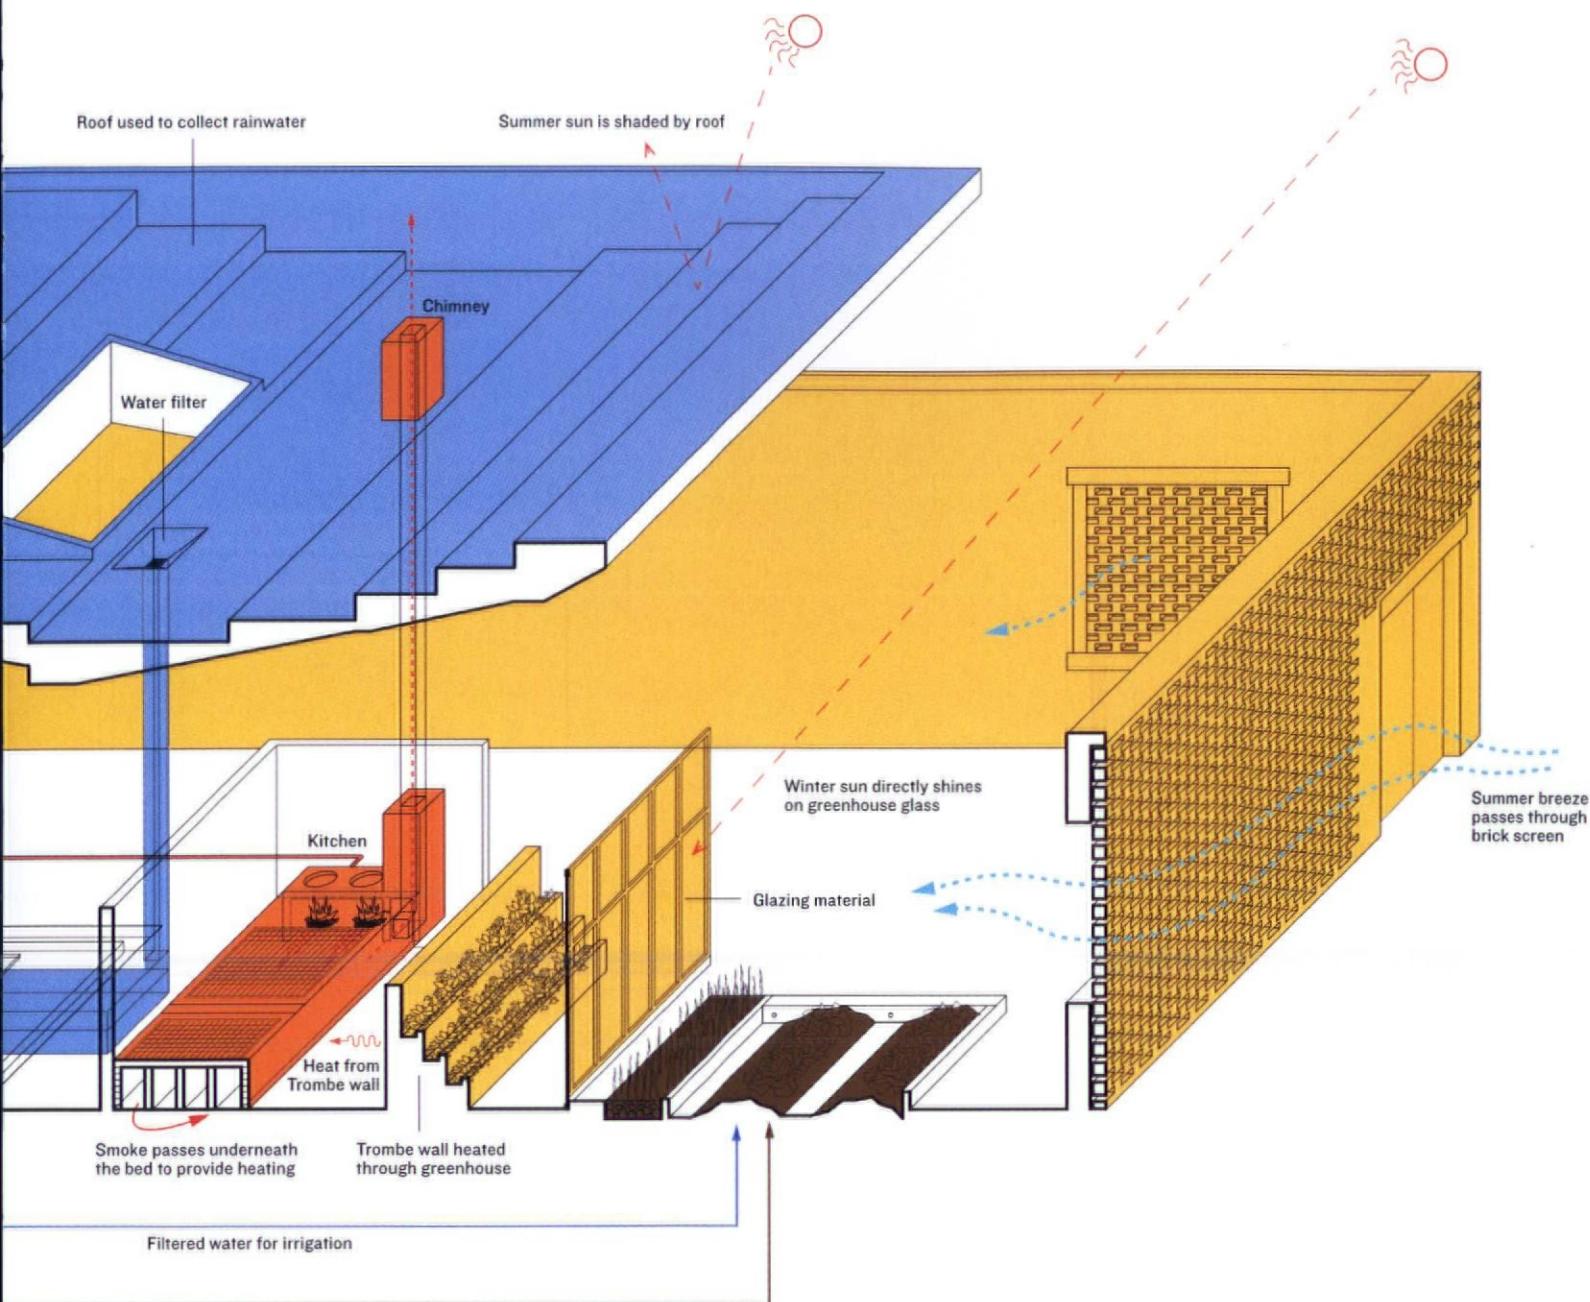 Roof used to collect rainwater
Summer sun is shaded by roof
Chimney
Water filter
Winter sun directly shines
on greenhouse glass
Summer breeze
passes through
brick screen
Kitchen
Glazing material
Heat from
Trombe wall
Smoke passes underneath
the bed to provide heating
Trombe wall heated
through greenhouse
Filtered water for irrigation